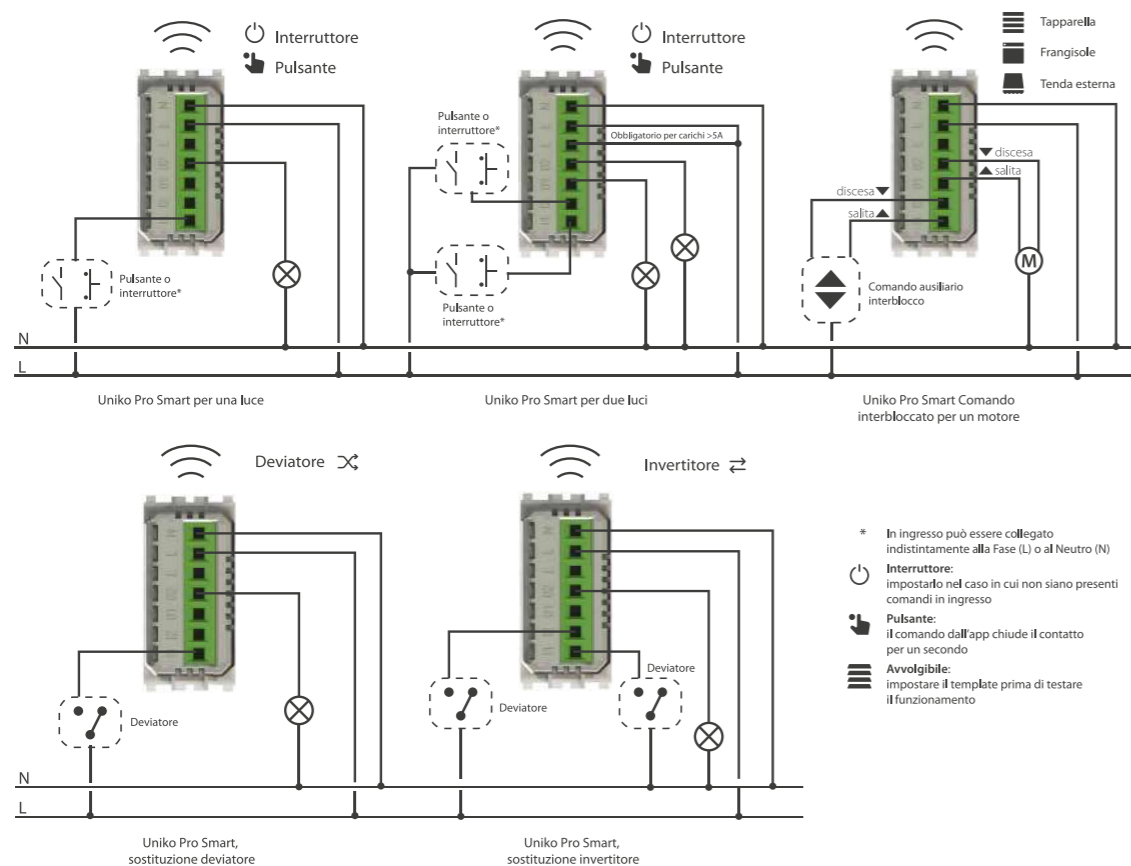 Interruttore
Pulsante
N
L
L
O2
O1
I2
I1
Pulsante o
interruttore*
Interruttore
Pulsante
Pulsante o
interruttore*
Obbligatorio per carichi >5A
Pulsante o
interruttore*
Tapparella
Frangisole
Tenda esterna
discesa
salita
discesa
salita
M
Comando ausiliario
interblocco
N
L
Uniko Pro Smart per una luce
Uniko Pro Smart per due luci
Uniko Pro Smart Comando
interbloccato per un motore
Deviatore
Deviatore
Invertitore
Deviatore
Deviatore
* In ingresso può essere collegato
indistintamente alla Fase (L) o al Neutro (N)
Interruttore:
impostarlo nel caso in cui non siano presenti
comandi in ingresso
Pulsante:
il comando dall'app chiude il contatto
per un secondo
Avvolgibile:
impostare il template prima di testare
il funzionamento
N
L
Uniko Pro Smart,
sostituzione deviatore
Uniko Pro Smart,
sostituzione invertitore